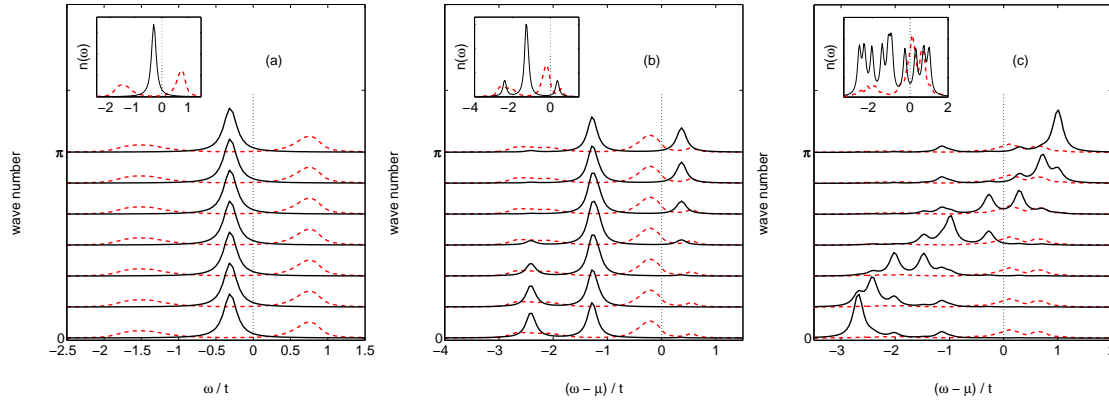 (a)
n(ω)
−2 −1 0 1
π
wave number
0
−2.5 −2 −1.5 −1 −0.5 0 0.5 1 1.5
ω / t
(b)
n(ω)
−4 −2 0
π
wave number
0
−4 −3 −2 −1 0 1
(ω − μ) / t
(c)
n(ω)
−2 0 2
π
wave number
0
−3 −2 −1 0 1 2
(ω − μ) / t